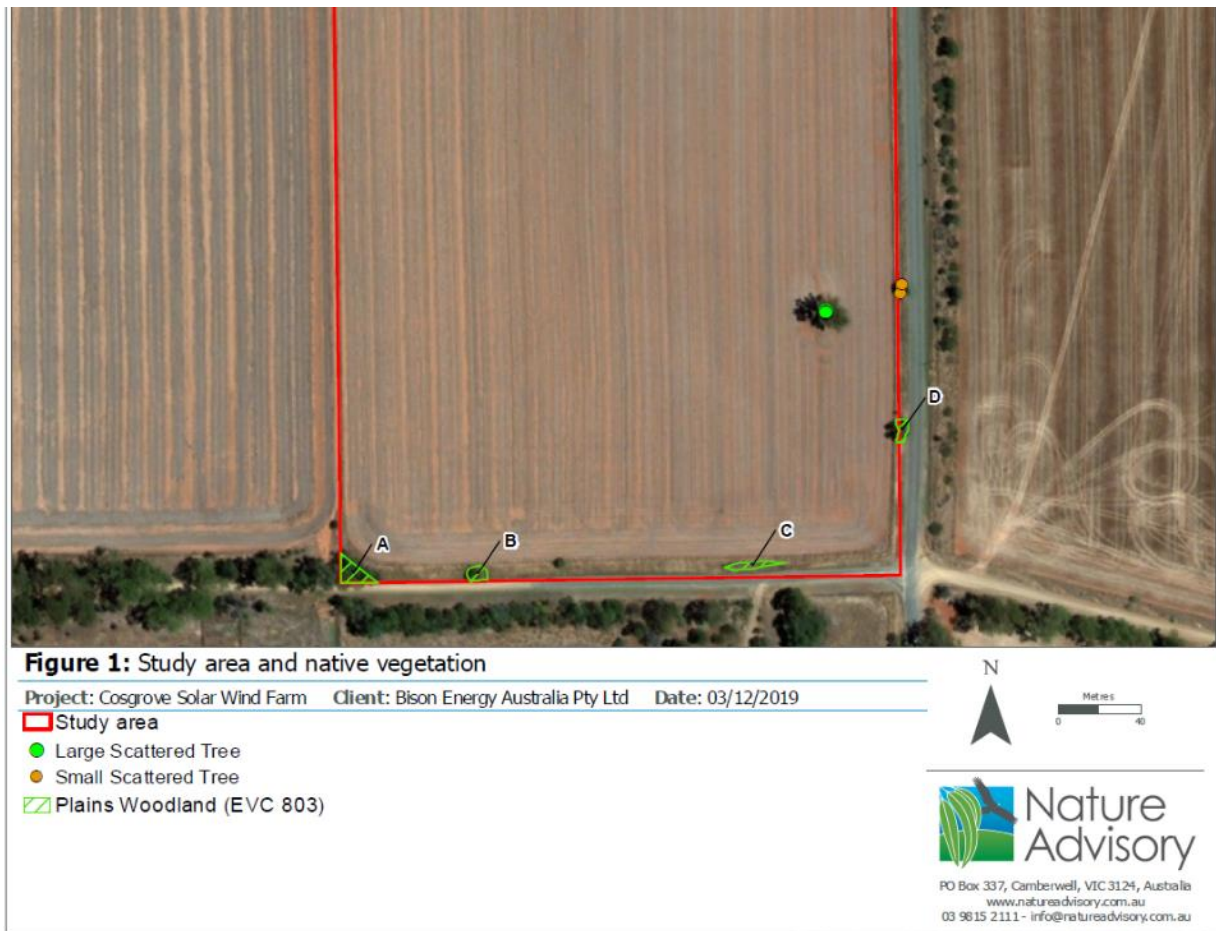 A
B
C
D
Figure 1: Study area and native vegetation
Project: Cosgrove Solar Wind Farm Client: Bison Energy Australia Pty Ltd Date: 03/12/2019
Study area
Large Scattered Tree
Small Scattered Tree
Plains Woodland (EVC 803)
N
Metres
0 40
Nature
Advisory
PO Box 337, Camberwell, VIC 3124, Australia
www.natureadvisory.com.au
03 9815 2111 - info@natureadvisory.com.au